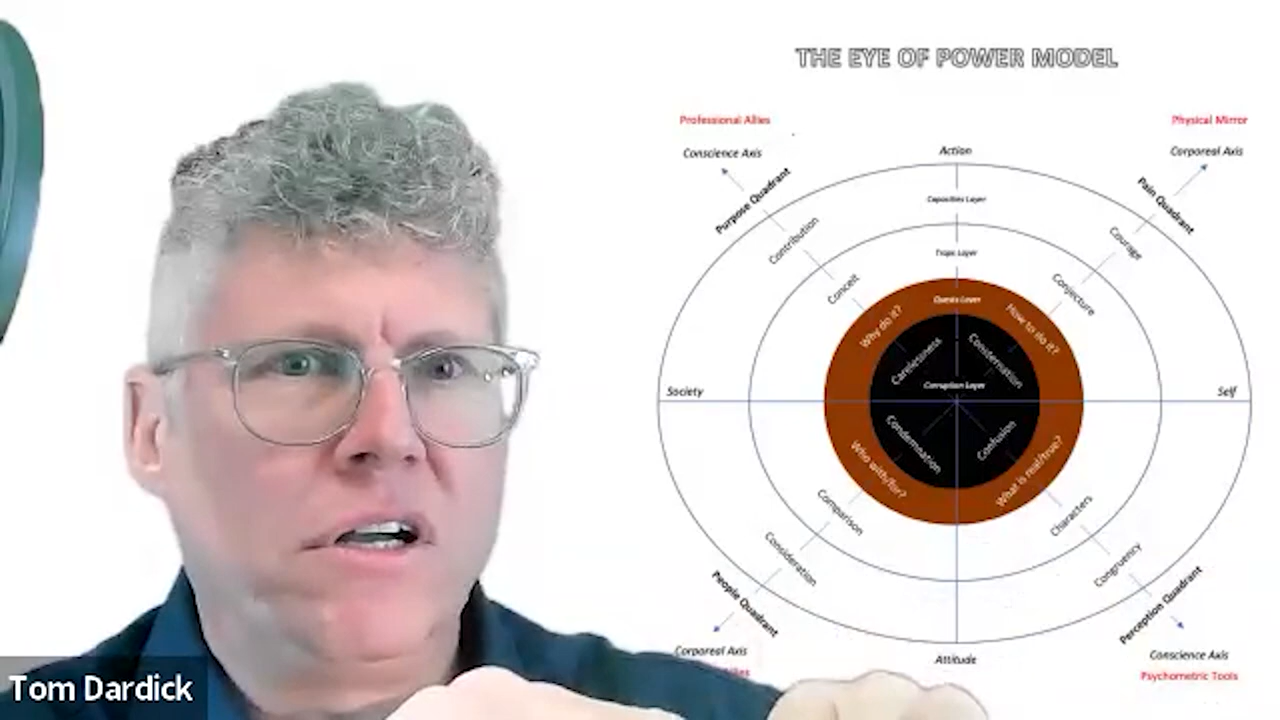 THE EYE OF POWER MODEL
Professional Allies
Physical Mirror
Conscience Axis
Action
Corporeal Axis
Purpose Quadrant
Pain Quadrant
Capacities Layer
Contribution
Courage
Tropic Layer
Conceit
Conjecture
Quests Layer
Why do it?
How to do it?
Carelessness
Consternation
Corruption Layer
Society
Self
Condemnation
Confusion
Who with/for?
What is real/true?
Comparison
Characters
Consideration
Congruency
People Quadrant
Perception Quadrant
Corporeal Axis
Attitude
Conscience Axis
Psychometric Tools
Tom Dardick